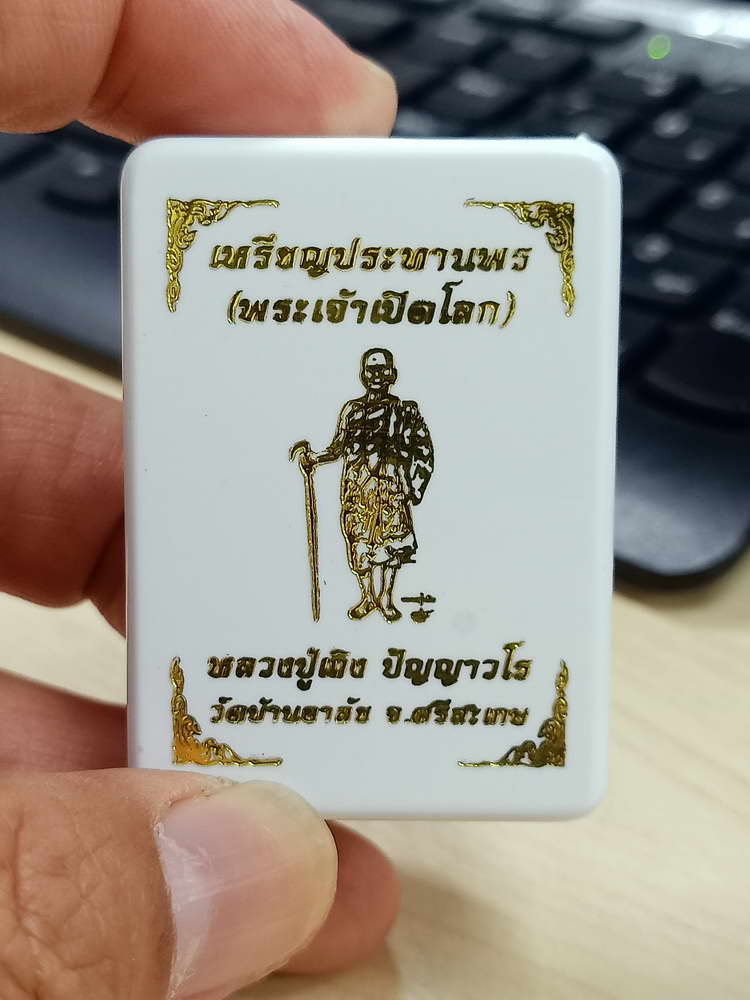 เหรียญประทานพร
(พระเจ้าเปิดโลก)
หลวงปู่เกิ่ง ปัญญาวโร
วัดบ้านอาลัย จ.ศรีสะเกษ